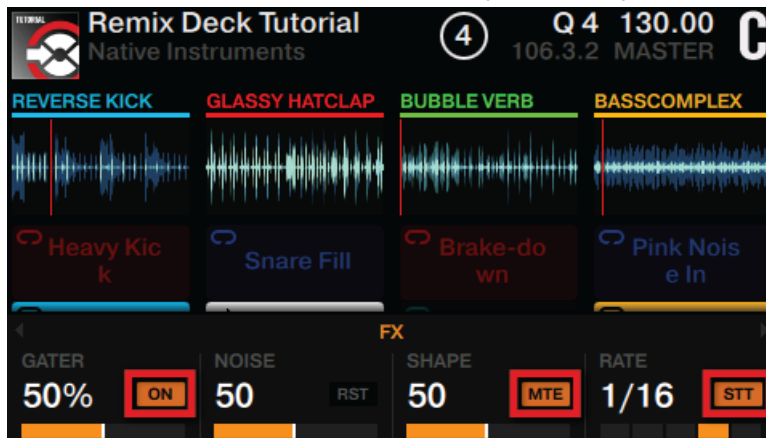 TUTORIAL
Remix Deck Tutorial
Native Instruments
4
Q 4 130.00
106.3.2 MASTER
C
REVERSE KICK GLASSY HATCLAP BUBBLE VERB BASSCOMPLEX
Heavy Kic
k
Snare Fill
Brake-do
wn
Pink Nois
e In
FX
GATER NOISE SHAPE RATE
50% ON 50 RST 50 MTE 1/16 STT